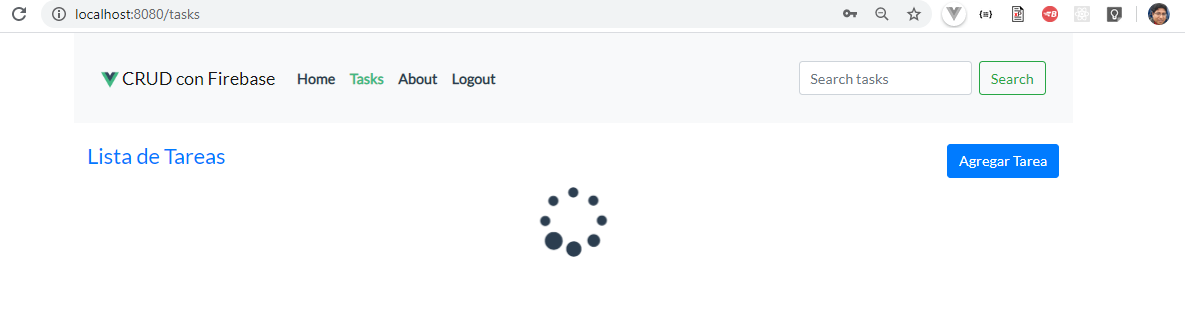 localhost:8080/tasks
CRUD con Firebase Home Tasks About Logout Search tasks Search
Lista de Tareas Agregar Tarea